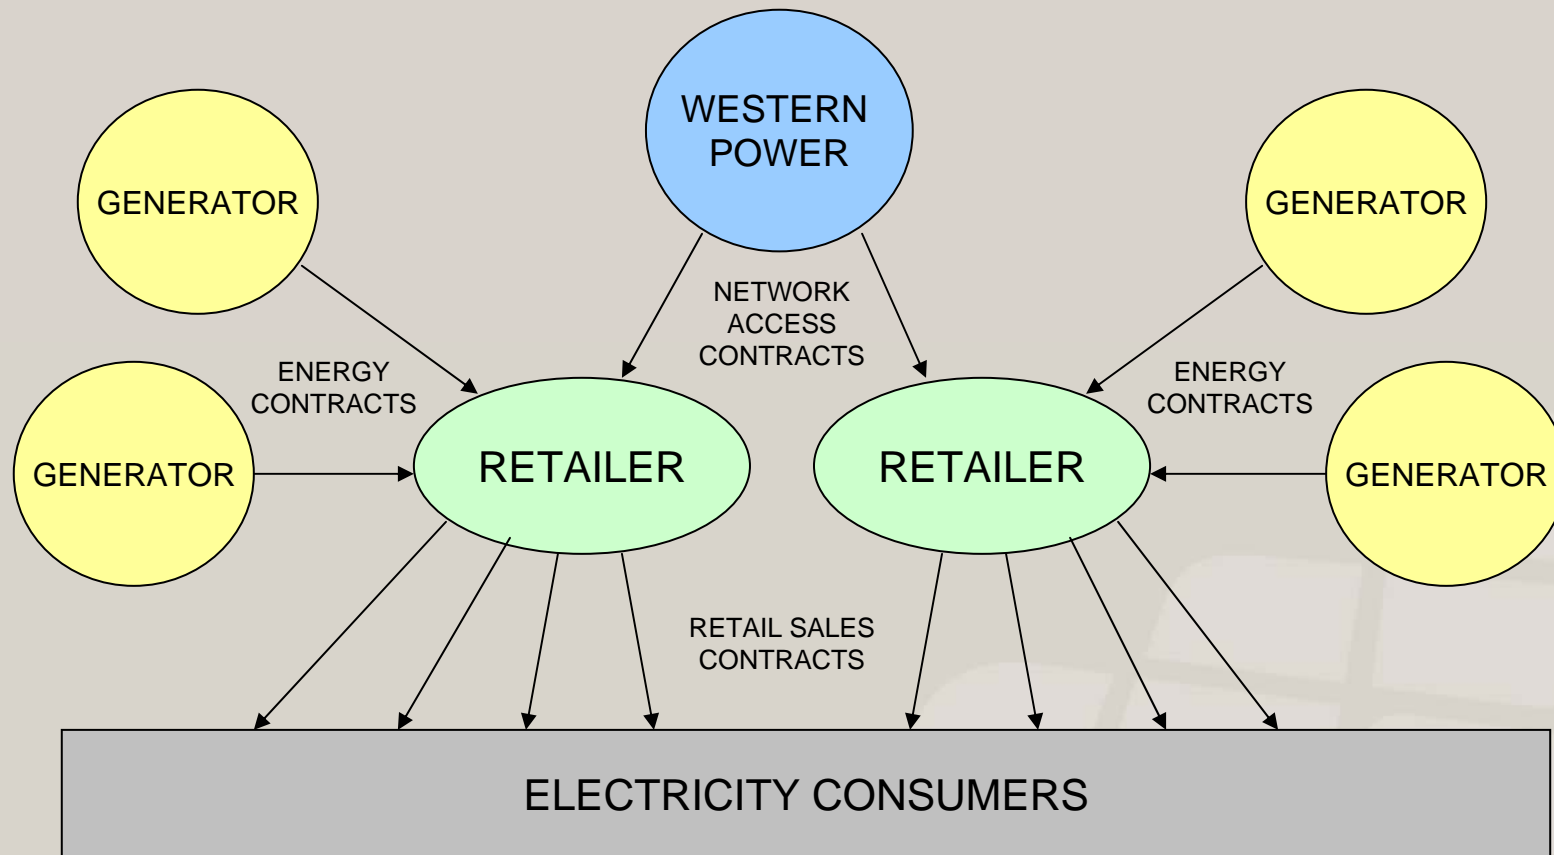 WESTERN
POWER
GENERATOR
GENERATOR
NETWORK
ACCESS
CONTRACTS
ENERGY
CONTRACTS
ENERGY
CONTRACTS
GENERATOR
RETAILER
RETAILER
GENERATOR
RETAIL SALES
CONTRACTS
ELECTRICITY CONSUMERS